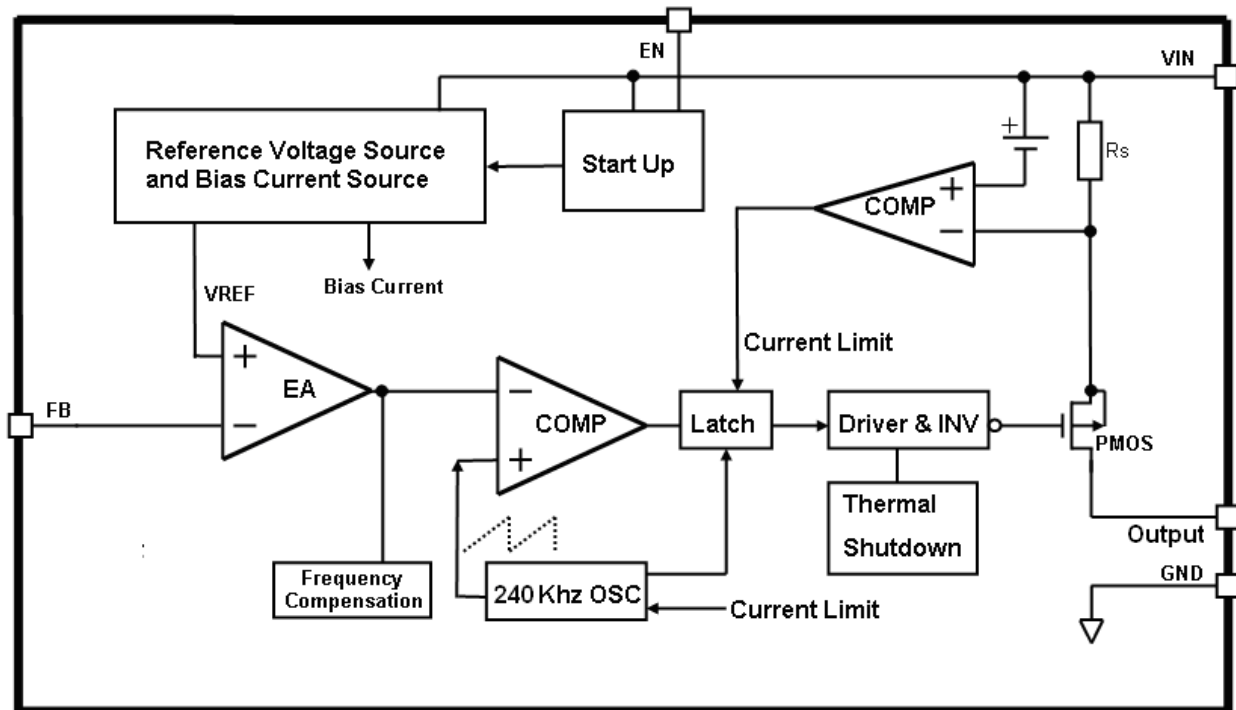 EN
VIN
Reference Voltage Source
and Bias Current Source
Start Up
+
Rs
+
COMP
−
Bias Current
VREF
Current Limit
+
EA
−
FB
−
COMP
+
Latch
Driver & INV
PMOS
Thermal
Shutdown
Output
GND
Frequency
Compensation
240 Khz OSC
Current Limit